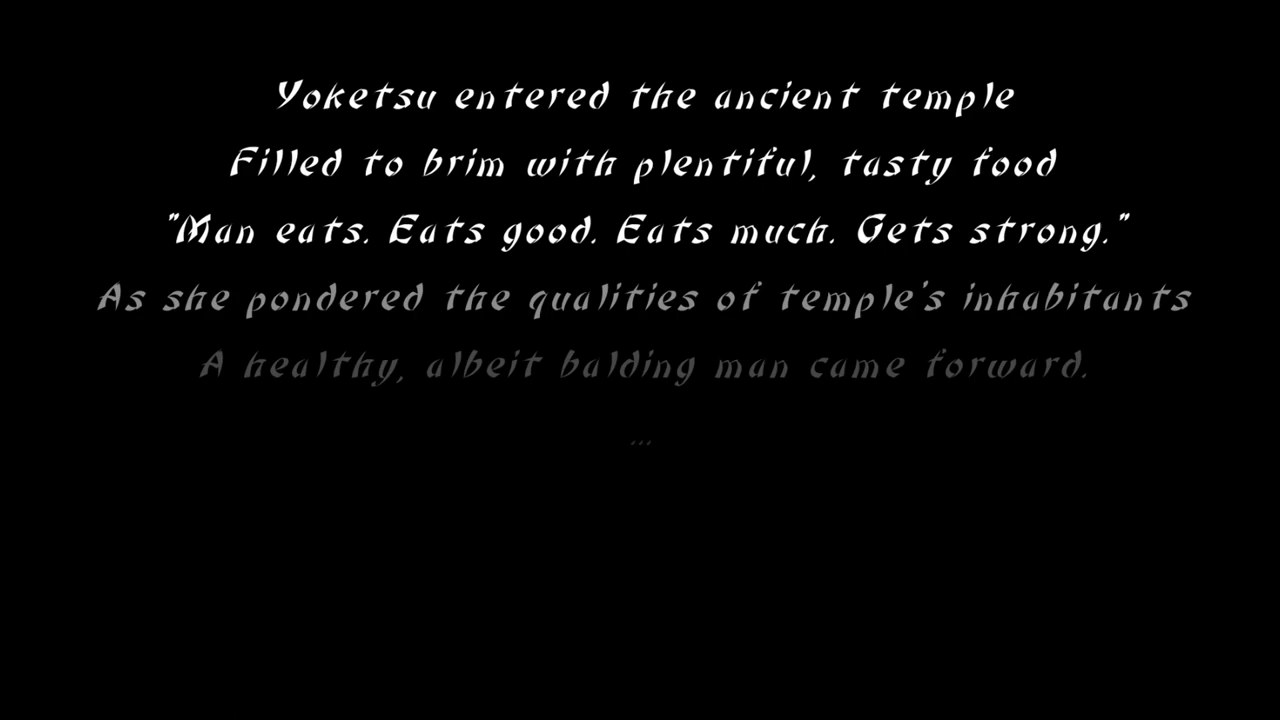 Yoketsu entered the ancient temple
Filled to brim with plentiful, tasty food
"Man eats. Eats good. Eats much. Gets strong."
As she pondered the qualities of temple's inhabitants
A healthy, albeit balding man came forward.
...